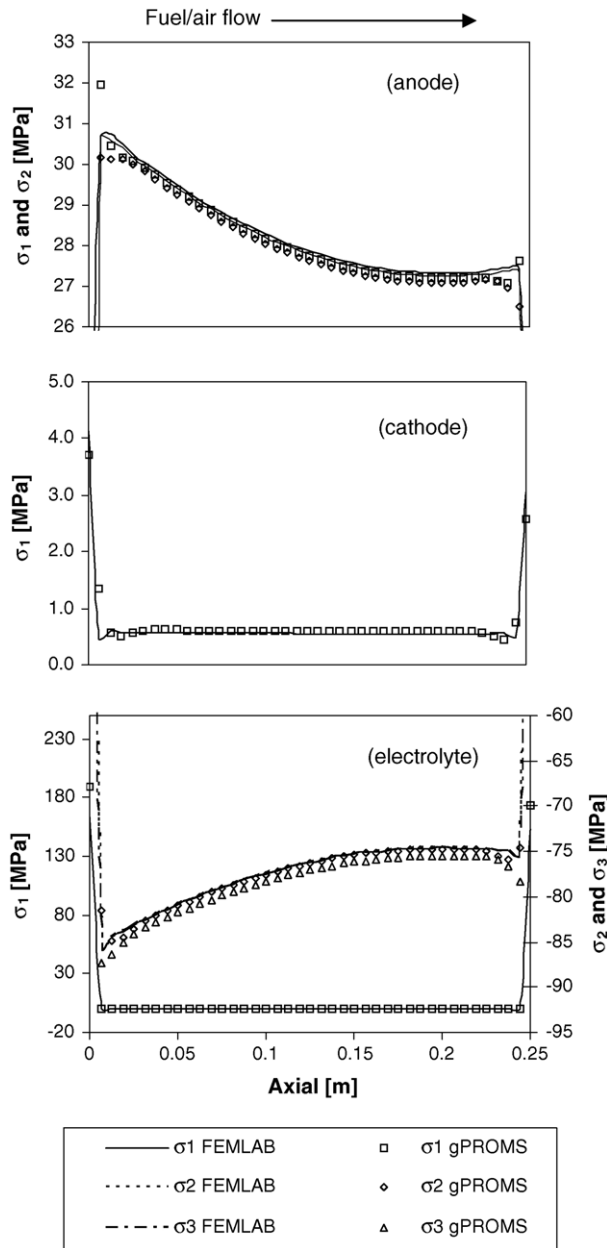 Fuel/air flow
33
32
31
30
29
28
27
26
σ1 and σ2 [MPa]
(anode)
5.0
4.0
3.0
2.0
1.0
0.0
σ1 [MPa]
(cathode)
230
180
130
80
30
-20
σ1 [MPa]
(electrolyte)
-60
-65
-70
-75
-80
-85
-90
-95
σ2 and σ3 [MPa]
0 0.05 0.1 0.15 0.2 0.25
Axial [m]
σ1 FEMLAB σ1 gPROMS
σ2 FEMLAB σ2 gPROMS
σ3 FEMLAB σ3 gPROMS